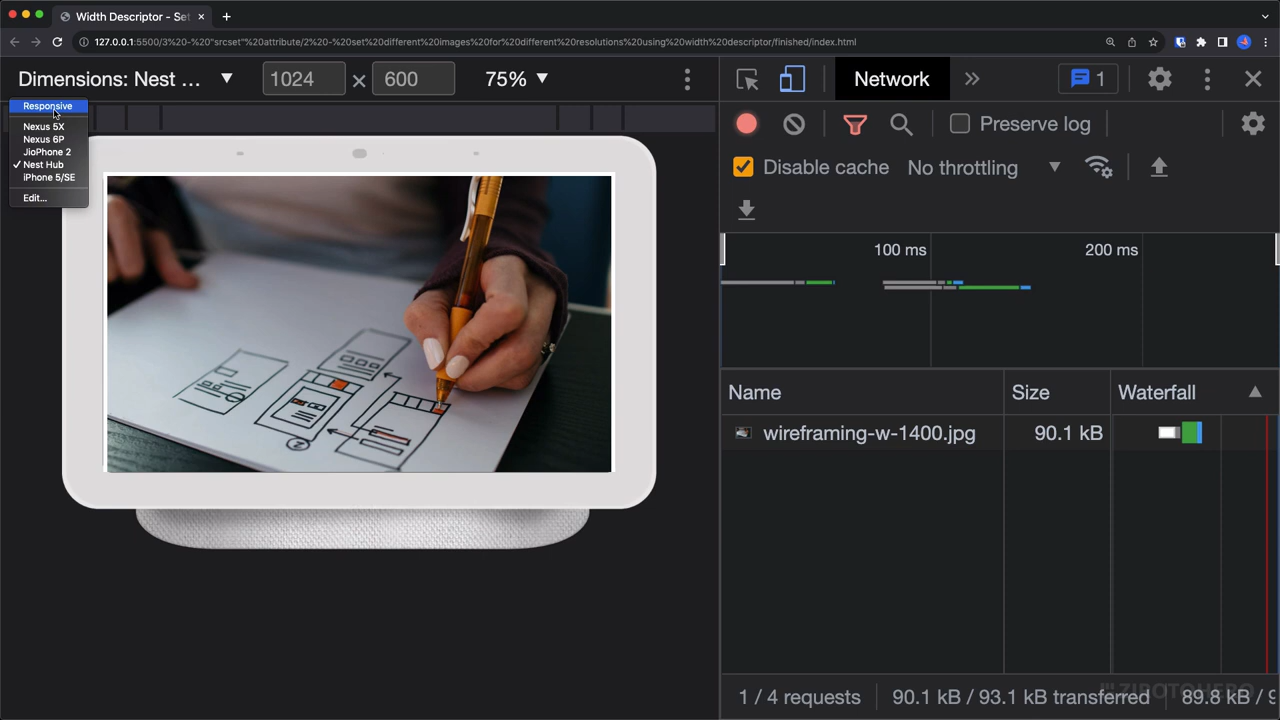 Width Descriptor - Set
127.0.0.1:5500/3%20-%20"srcset"%20attribute/2%20-%20set%20different%20images%20for%20different%20resolutions%20using%20width%20descriptor/finished/index.html
Dimensions: Nest ... 1024 × 600 75%
Network 1
Responsive
Nexus 5X
Nexus 6P
JioPhone 2
Nest Hub
iPhone 5/SE
Edit...
Preserve log
Disable cache No throttling
100 ms 200 ms
Name Size Waterfall
wireframing-w-1400.jpg 90.1 kB
1 / 4 requests 90.1 kB / 93.1 kB transferred 89.8 kB / 9